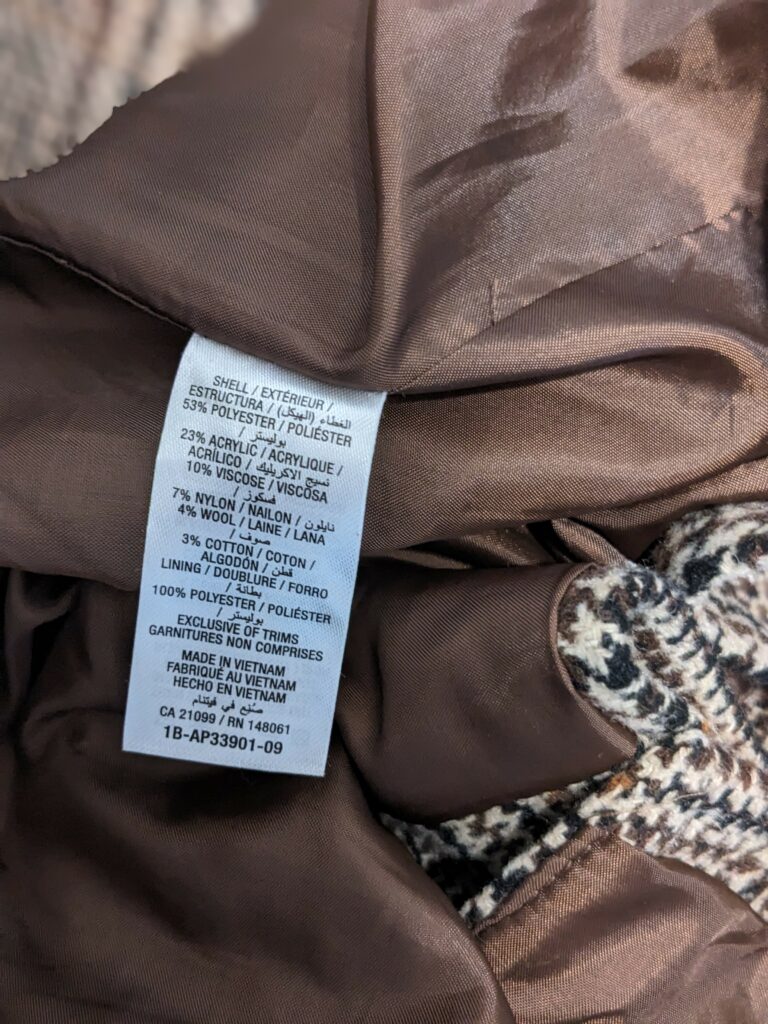 SHELL / EXTÉRIEUR /
ESTRUCTURA / الغطاء (الهيكل)
53% POLYESTER / POLIÉSTER
/ بوليستر
23% ACRYLIC / ACRYLIQUE /
ACRÍLICO / نسيج الاكريليك
10% VISCOSE / VISCOSA
/ فسكوز
7% NYLON / NAILON / نايلون
4% WOOL / LAINE / LANA
/ صوف
3% COTTON / COTON /
ALGODÓN / قطن
LINING / DOUBLURE / FORRO
/ بطانة
100% POLYESTER / POLIÉSTER
/ بوليستر
EXCLUSIVE OF TRIMS
GARNITURES NON COMPRISES
MADE IN VIETNAM
FABRIQUÉ AU VIETNAM
HECHO EN VIETNAM
صنع في فيتنام
CA 21099 / RN 148061
1B-AP33901-09